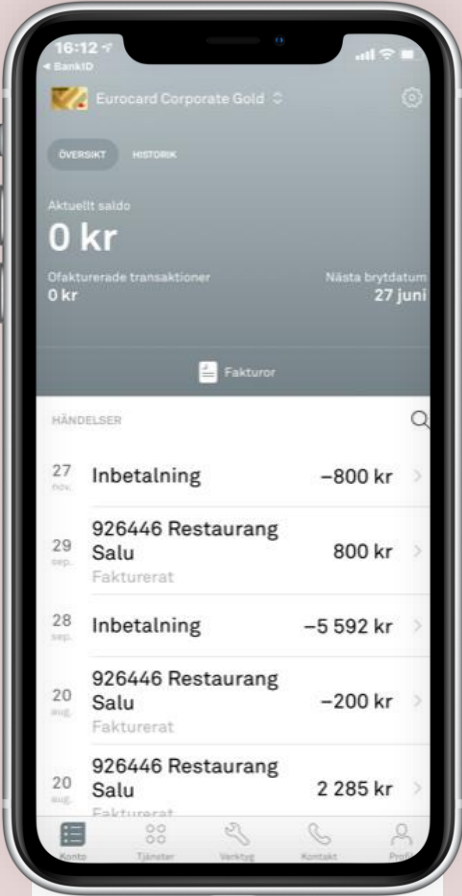 16:12
◀ BankID
Eurocard Corporate Gold
ÖVERSIKT HISTORIK
Aktuellt saldo
0 kr
Ofakturerade transaktioner Nästa brytdatum
0 kr 27 juni
Fakturor
HÄNDELSER
27 Inbetalning −800 kr
nov.
926446 Restaurang
29 Salu 800 kr
sep.
Fakturerat
28 Inbetalning −5 592 kr
sep.
926446 Restaurang
20 Salu −200 kr
aug.
Fakturerat
926446 Restaurang
20 Salu 2 285 kr
aug.
Fakturerat
Konto Tjänster Verktyg Kontakt Profil